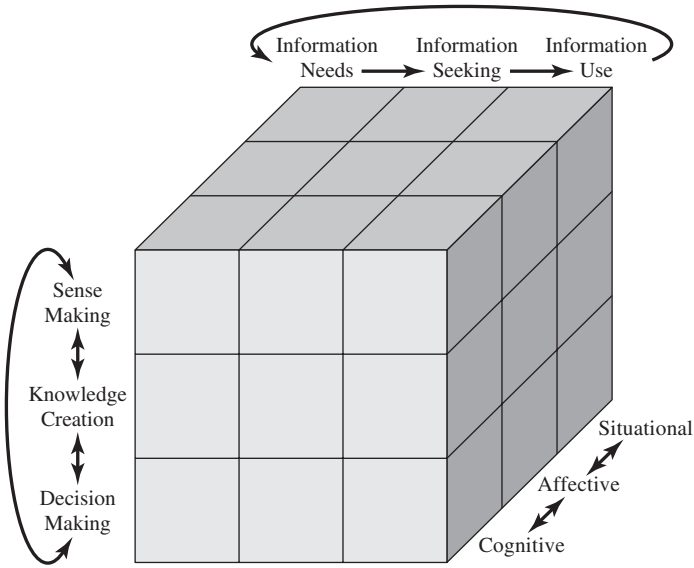 Information Information Information
Needs Seeking Use
Sense
Making
Knowledge
Creation
Decision
Making
Situational
Affective
Cognitive